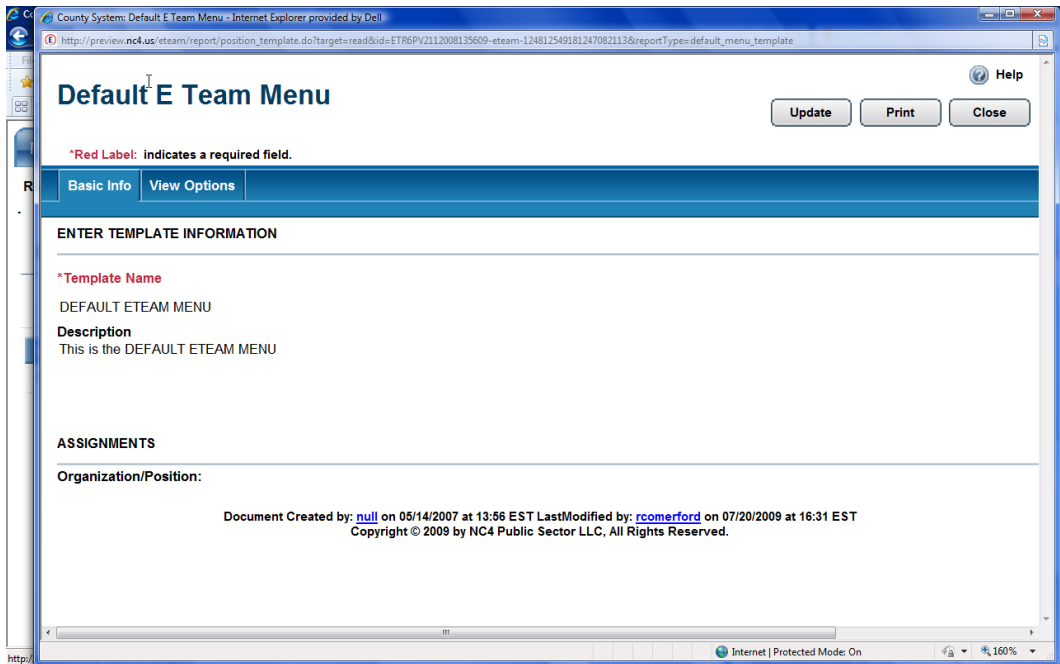 County System: Default E Team Menu - Internet Explorer provided by Dell
http://preview.nc4.us/eteam/report/position_template.do?target=read&id=ETR6PV2112008135609-eteam-124812549181247082113&reportType=default_menu_template
Help
Default E Team Menu
Update Print Close
*Red Label: indicates a required field.
Basic Info View Options
ENTER TEMPLATE INFORMATION
*Template Name
DEFAULT ETEAM MENU
Description
This is the DEFAULT ETEAM MENU
ASSIGNMENTS
Organization/Position:
Document Created by: null on 05/14/2007 at 13:56 EST LastModified by: rcomerford on 07/20/2009 at 16:31 EST
Copyright © 2009 by NC4 Public Sector LLC, All Rights Reserved.
Internet | Protected Mode: On 160%
http:/